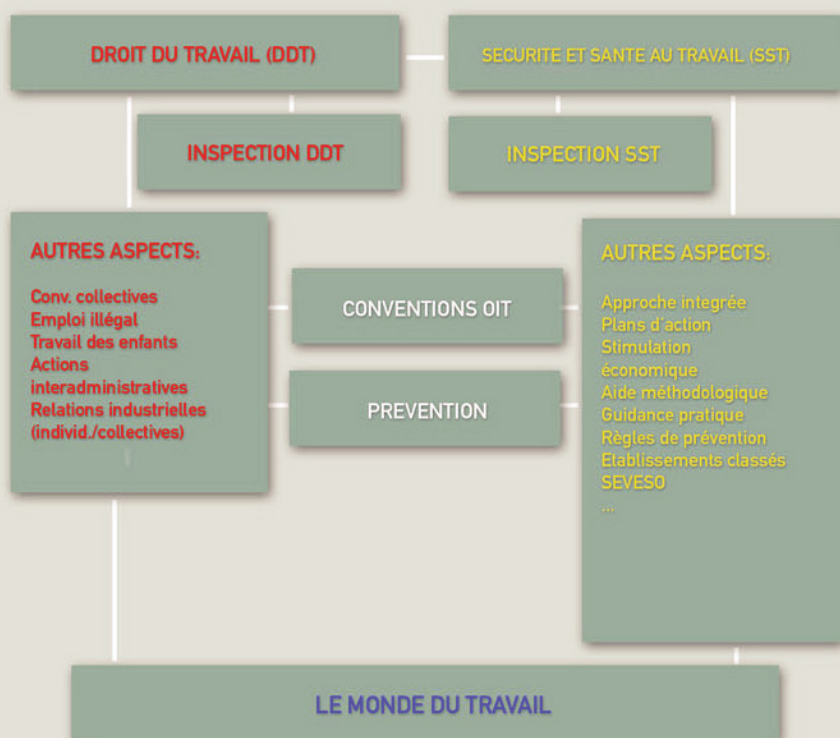 DROIT DU TRAVAIL (DDT)
SECURITE ET SANTE AU TRAVAIL (SST)
INSPECTION DDT
INSPECTION SST
AUTRES ASPECTS:
Conv. collectives
Emploi illégal
Travail des enfants
Actions
interadministratives
Relations industrielles
(individ./collectives)
CONVENTIONS OIT
PREVENTION
AUTRES ASPECTS:
Approche integrée
Plans d'action
Stimulation
économique
Aide méthodologique
Guidance pratique
Règles de prévention
Etablissements classés
SEVESO
...
LE MONDE DU TRAVAIL